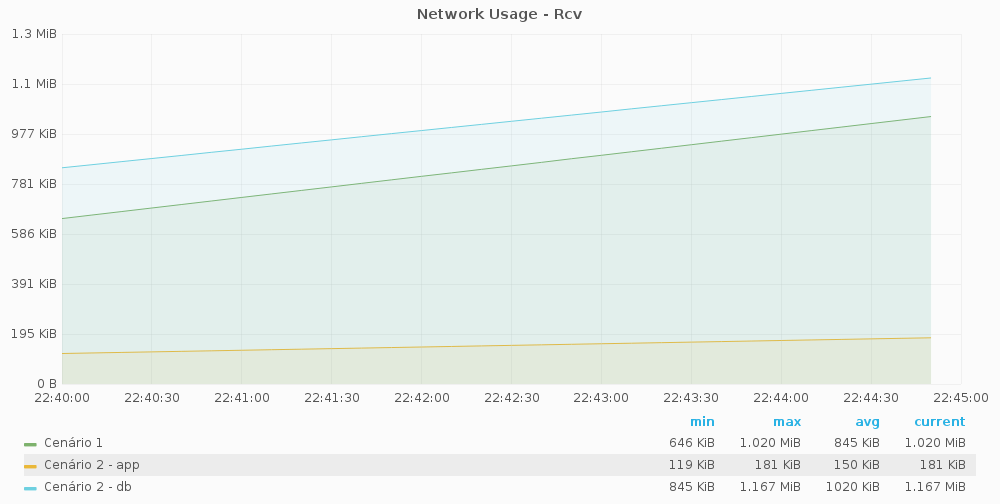 Network Usage - Rcv
1.3 MiB
1.1 MiB
977 KiB
781 KiB
586 KiB
391 KiB
195 KiB
0 B
22:40:00 22:40:30 22:41:00 22:41:30 22:42:00 22:42:30 22:43:00 22:43:30 22:44:00 22:44:30 22:45:00
min max avg current
Cenário 1 646 KiB 1.020 MiB 845 KiB 1.020 MiB
Cenário 2 - app 119 KiB 181 KiB 150 KiB 181 KiB
Cenário 2 - db 845 KiB 1.167 MiB 1020 KiB 1.167 MiB